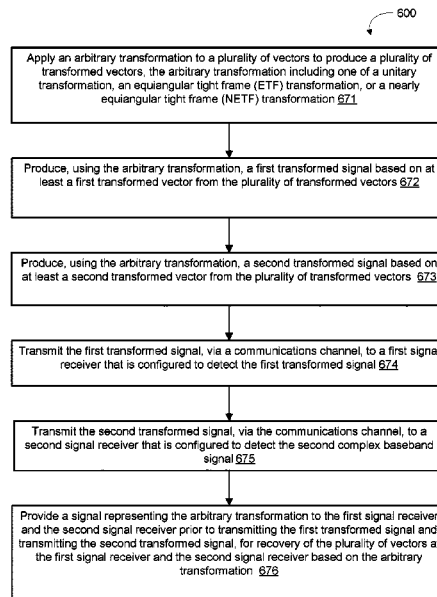 600
Apply an arbitrary transformation to a plurality of vectors to produce a plurality of
transformed vectors, the arbitrary transformation including one of a unitary
transformation, an equiangular tight frame (ETF) transformation, or a nearly
equiangular tight frame (NETF) transformation 671
Produce, using the arbitrary transformation, a first transformed signal based on at
least a first transformed vector from the plurality of transformed vectors 672
Produce, using the arbitrary transformation, a second transformed signal based on
at least a second transformed vector from the plurality of transformed vectors 673
Transmit the first transformed signal, via a communications channel, to a first signal
receiver that is configured to detect the first transformed signal 674
Transmit the second transformed signal, via the communications channel, to a
second signal receiver that is configured to detect the second complex baseband
signal 675
Provide a signal representing the arbitrary transformation to the first signal receiver
and the second signal receiver prior to transmitting the first transformed signal and
transmitting the second transformed signal, for recovery of the plurality of vectors a
the first signal receiver and the second signal receiver based on the arbitrary
transformation 676